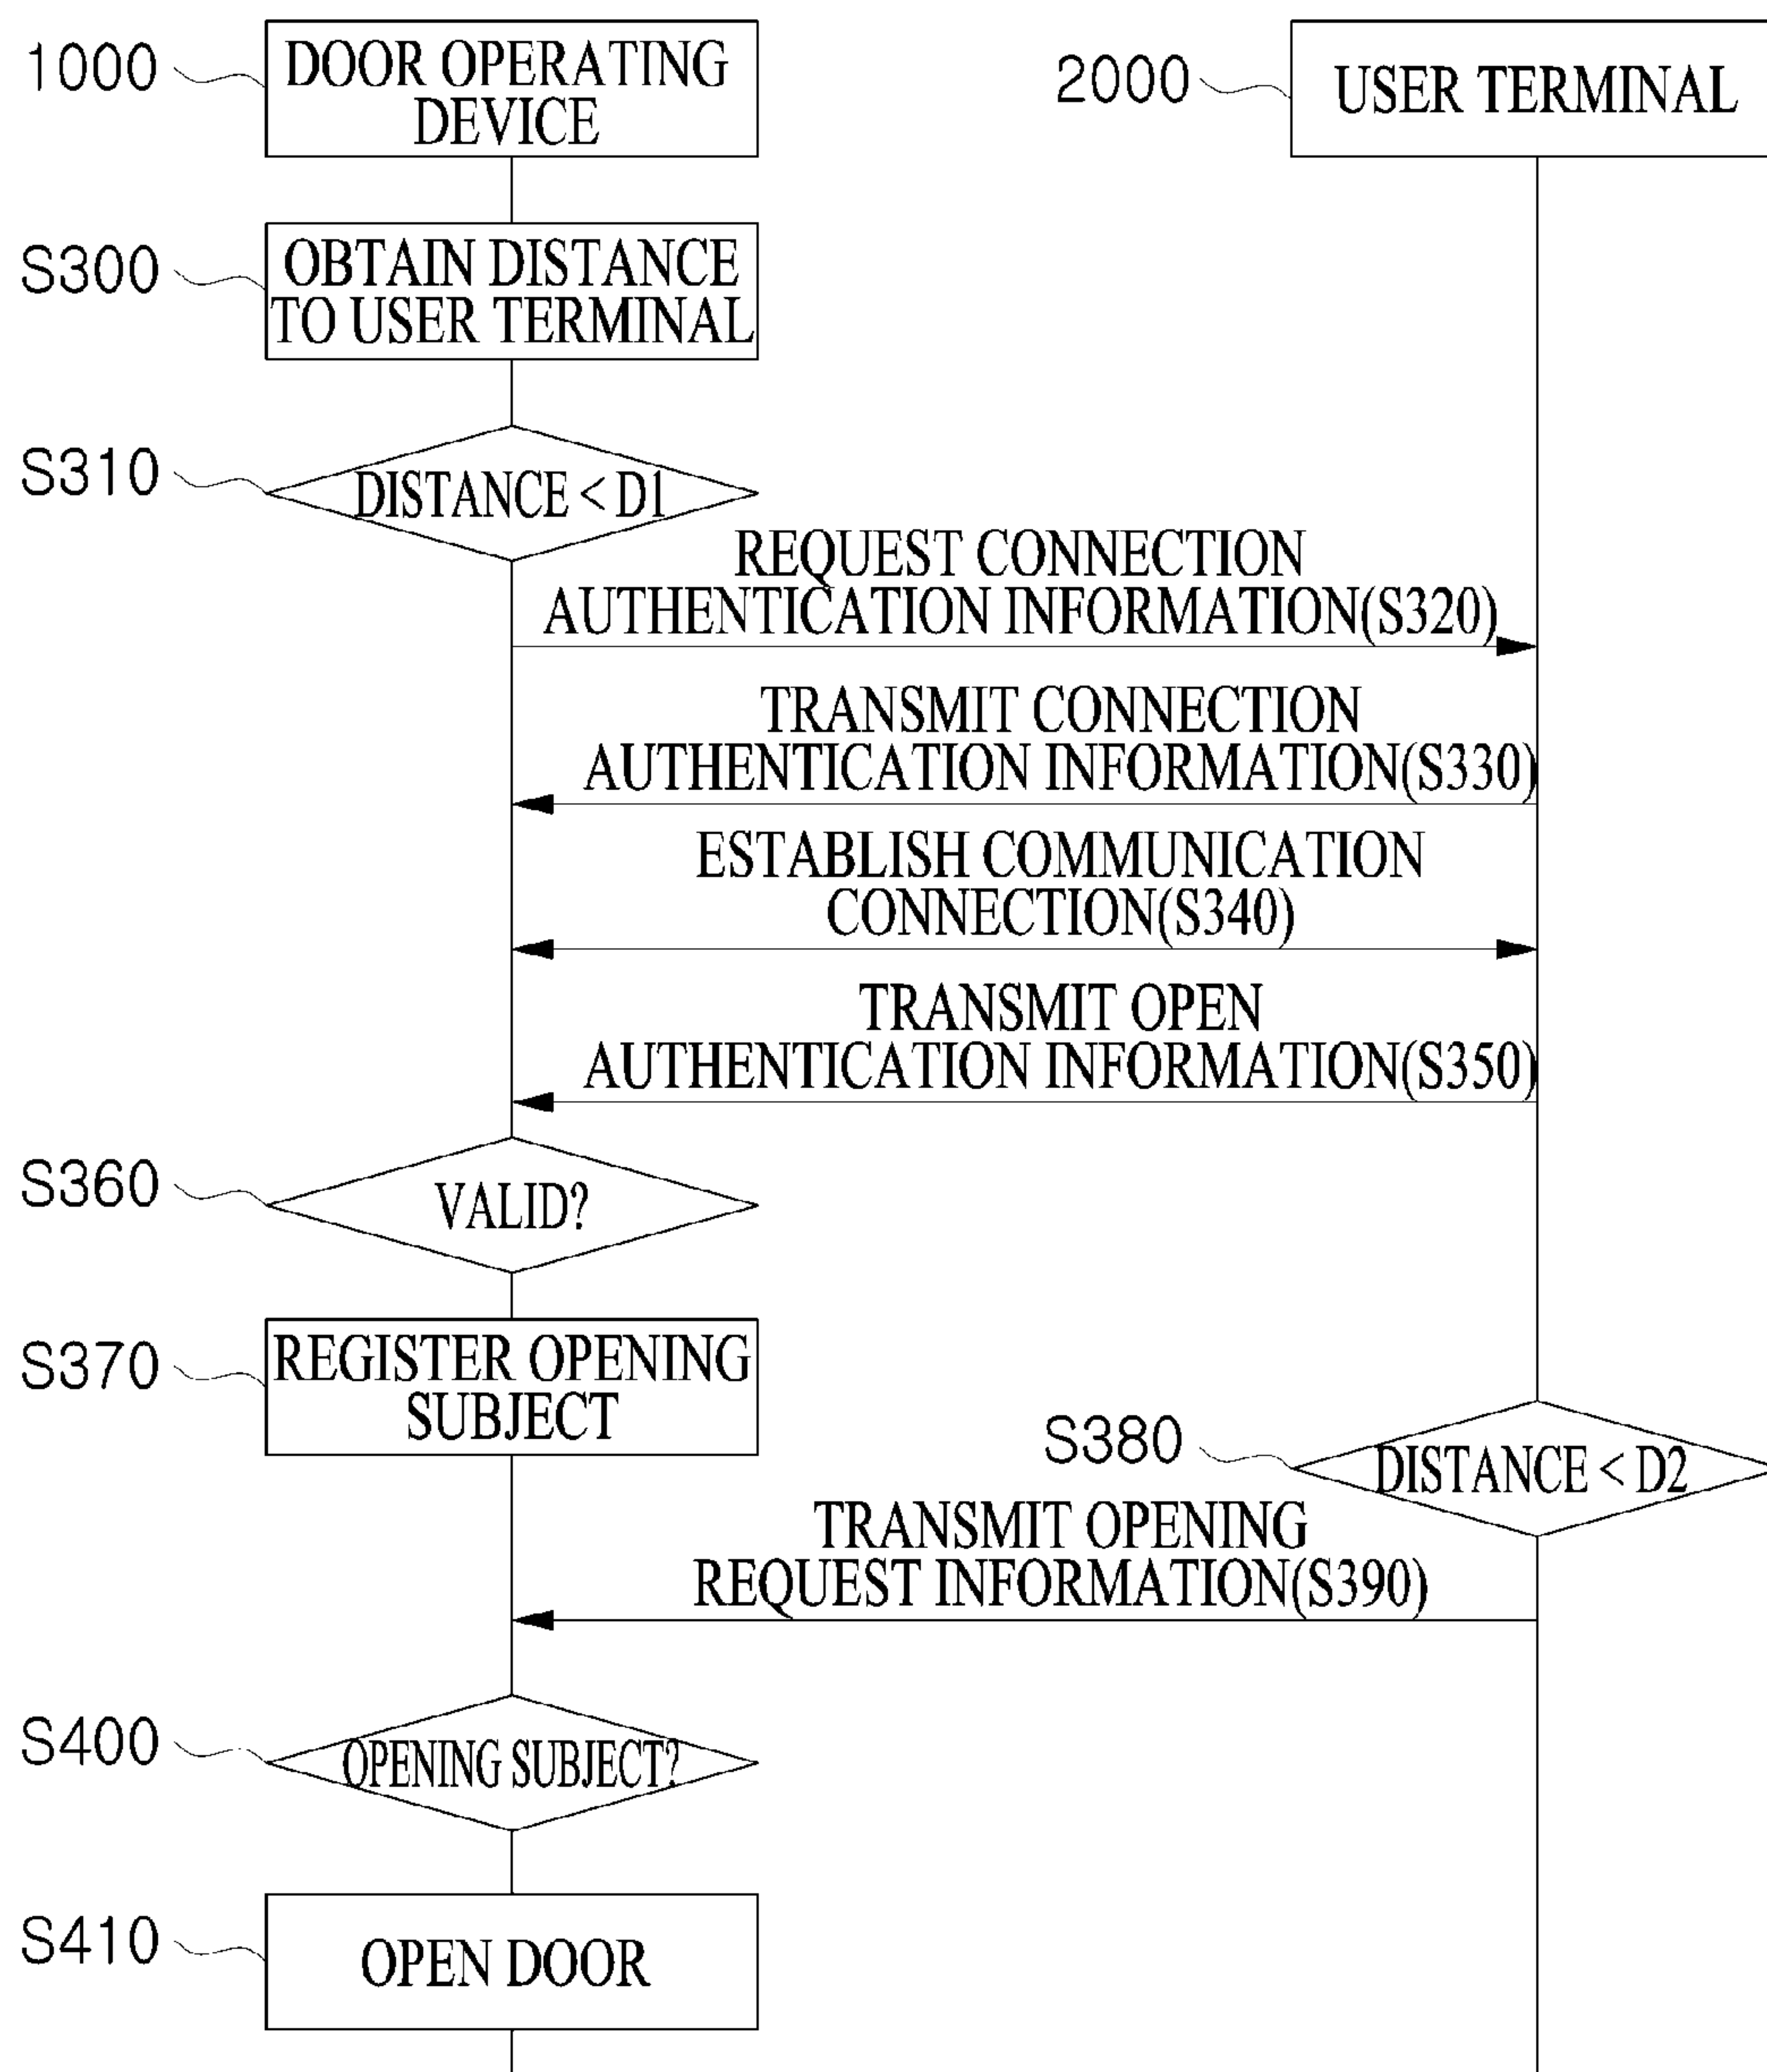 1000
DOOR OPERATING
DEVICE
2000
USER TERMINAL
S300
OBTAIN DISTANCE
TO USER TERMINAL
S310
DISTANCE < D1
REQUEST CONNECTION
AUTHENTICATION INFORMATION(S320)
TRANSMIT CONNECTION
AUTHENTICATION INFORMATION(S330)
ESTABLISH COMMUNICATION
CONNECTION(S340)
TRANSMIT OPEN
AUTHENTICATION INFORMATION(S350)
S360
VALID?
S370
REGISTER OPENING
SUBJECT
S380
DISTANCE < D2
TRANSMIT OPENING
REQUEST INFORMATION(S390)
S400
OPENING SUBJECT?
S410
OPEN DOOR